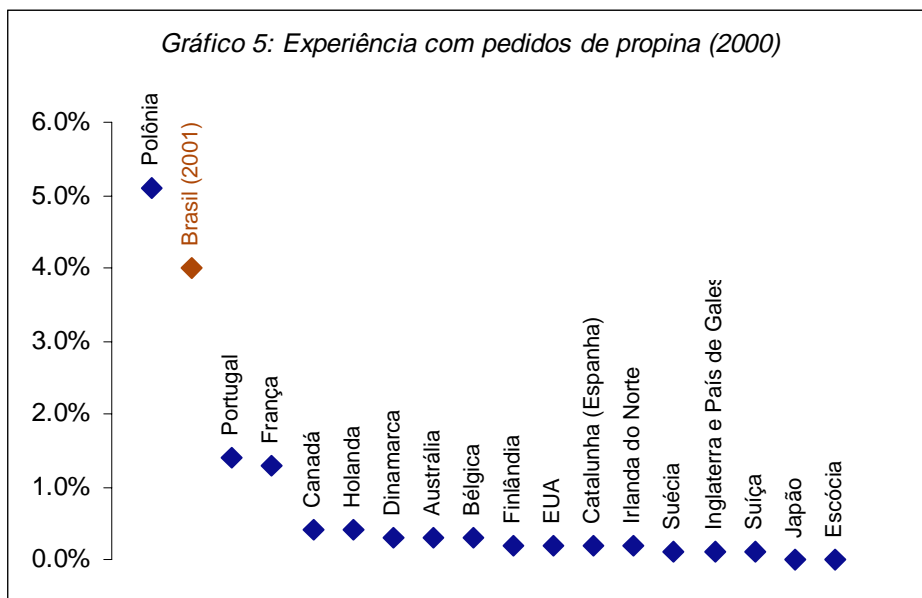 Gráfico 5: Experiência com pedidos de propina (2000)
6.0%
5.0%
4.0%
3.0%
2.0%
1.0%
0.0%
Polônia
Brasil (2001)
Portugal
França
Canadá
Holanda
Dinamarca
Austrália
Bélgica
Finlândia
EUA
Catalunha (Espanha)
Irlanda do Norte
Suécia
Inglaterra e País de Gales
Suíça
Japão
Escócia